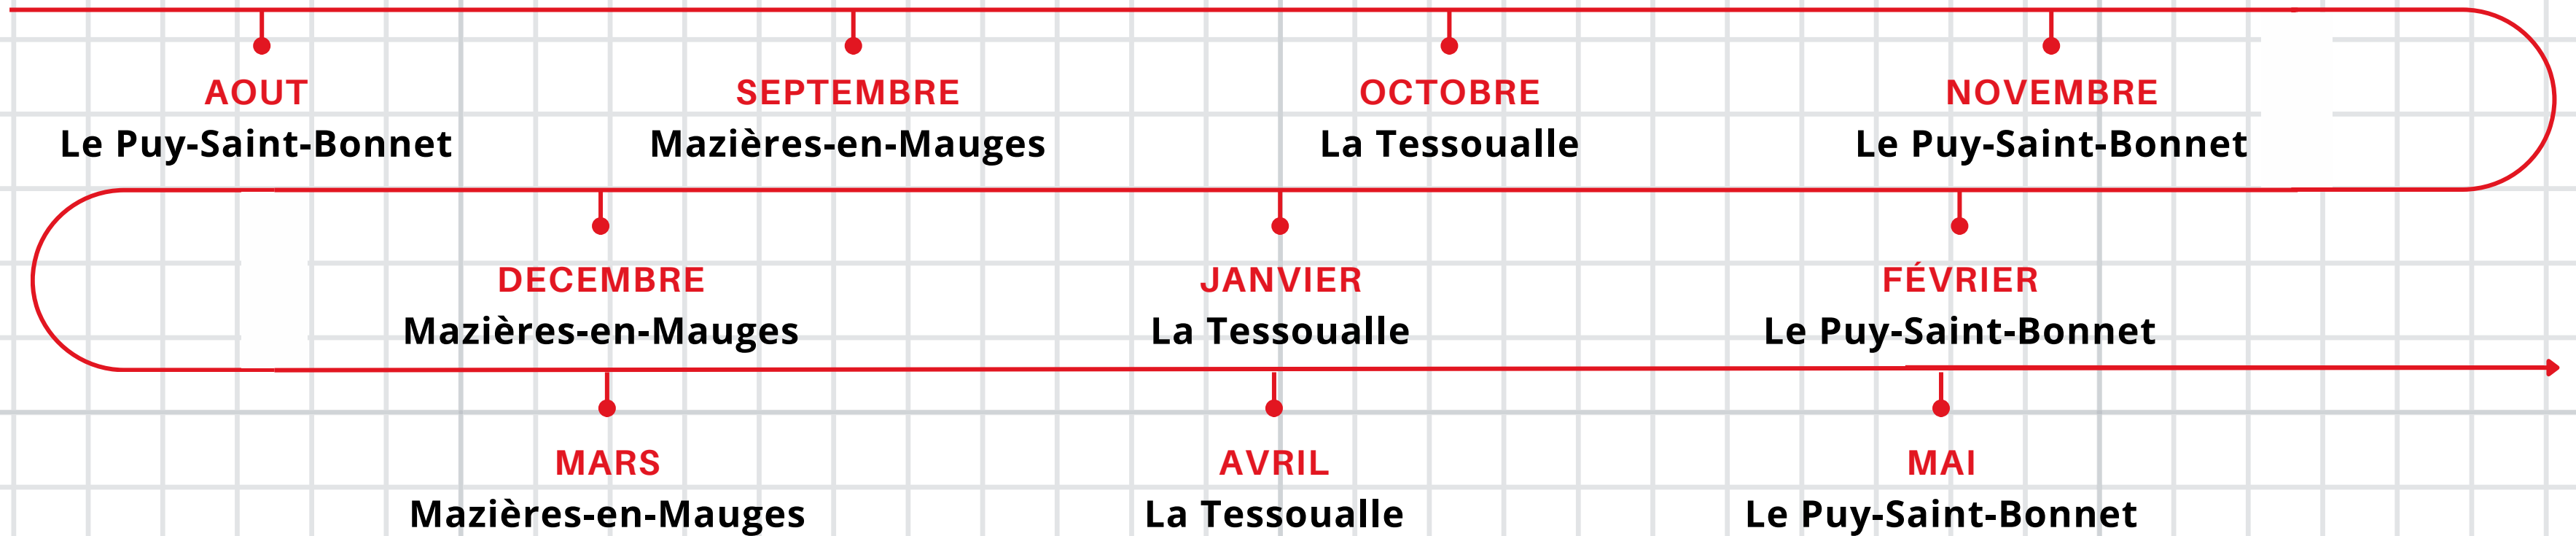 AOUT
Le Puy-Saint-Bonnet
SEPTEMBRE
Mazières-en-Mauges
OCTOBRE
La Tessoualle
NOVEMBRE
Le Puy-Saint-Bonnet
DECEMBRE
Mazières-en-Mauges
JANVIER
La Tessoualle
FÉVRIER
Le Puy-Saint-Bonnet
MARS
Mazières-en-Mauges
AVRIL
La Tessoualle
MAI
Le Puy-Saint-Bonnet